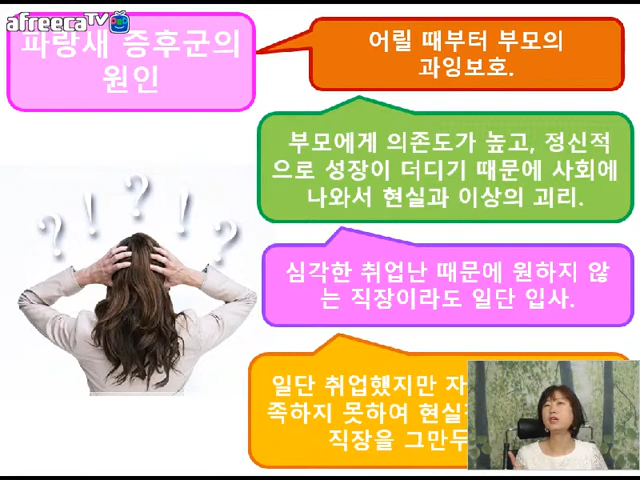 afreecaTV
파랑새 증후군의
원인
어릴 때부터 부모의
과잉보호.
부모에게 의존도가 높고, 정신적
으로 성장이 더디기 때문에 사회에
나와서 현실과 이상의 괴리.
심각한 취업난 때문에 원하지 않
는 직장이라도 일단 입사.
일단 취업했지만
족하지 못하여
직장을 그만두
? ! ? ! ?